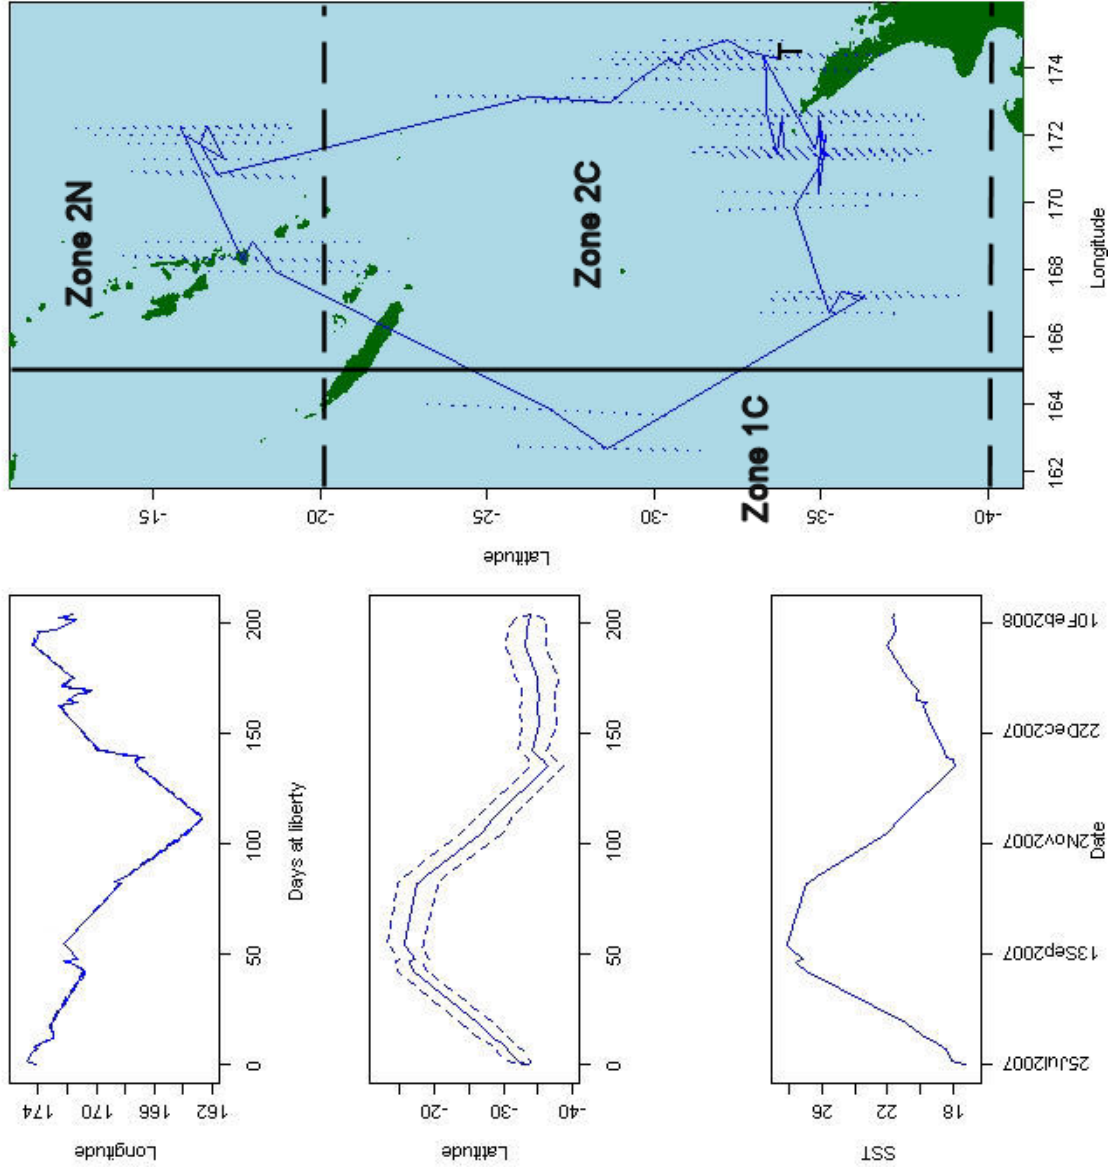 Longitude
174
170
166
162
0
50
100
150
200
Days at liberty
Latitude
-20
-30
-40
0
50
100
150
200
SST
26
22
18
25Jul2007
13Sep2007
2Nov2007
22Dec2007
10Feb2008
Date
Zone 2N
Zone 2C
Zone 1C
T
Latitude
-15
-20
-25
-30
-35
-40
162
164
166
168
170
172
174
Longitude